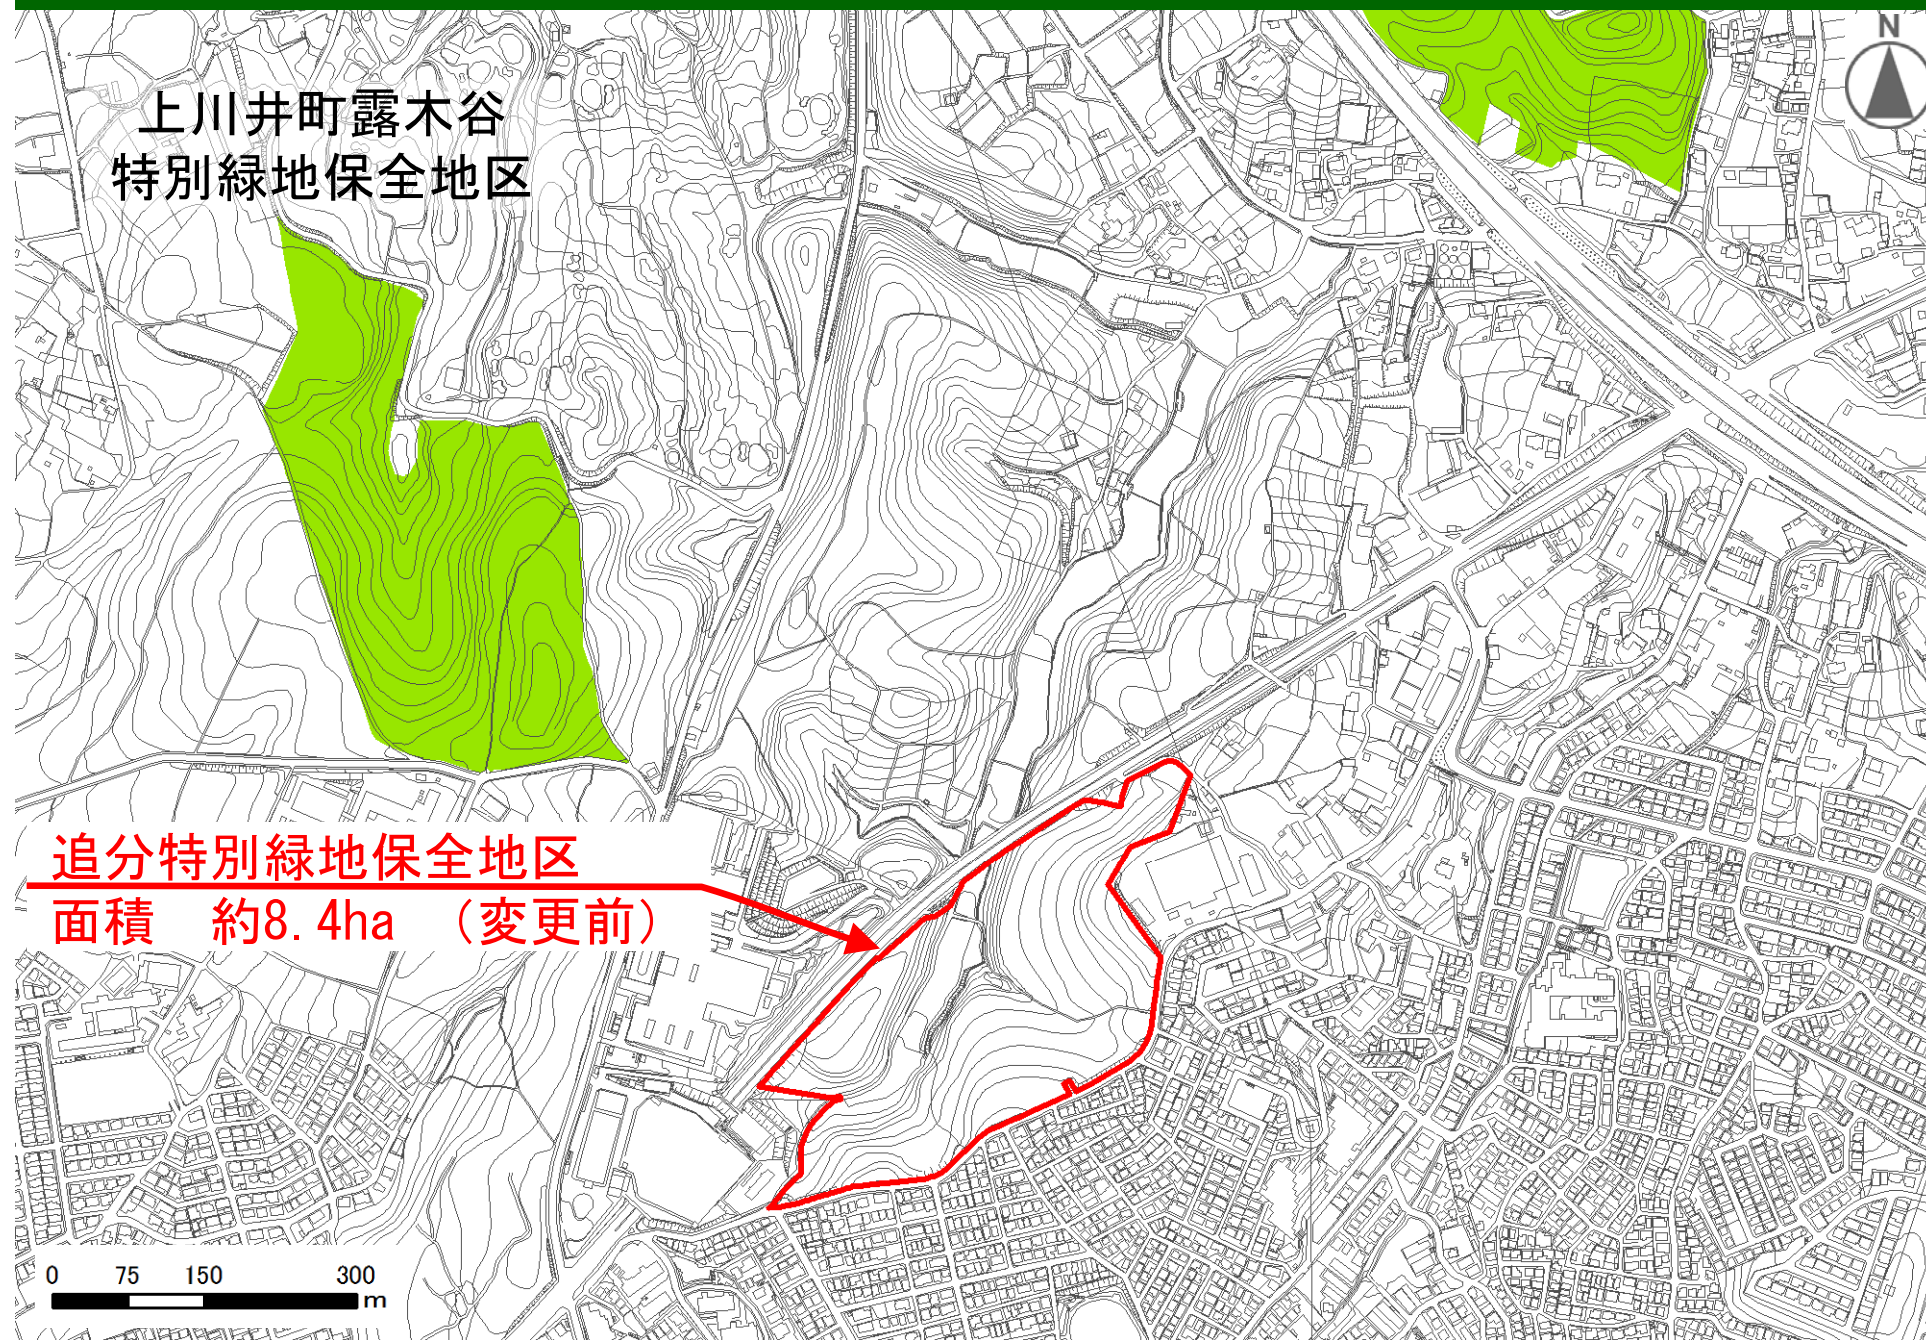 N
上川井町露木谷
特別緑地保全地区
追分特別緑地保全地区
面積　約8.4ha　（変更前）
0 75 150 300
m